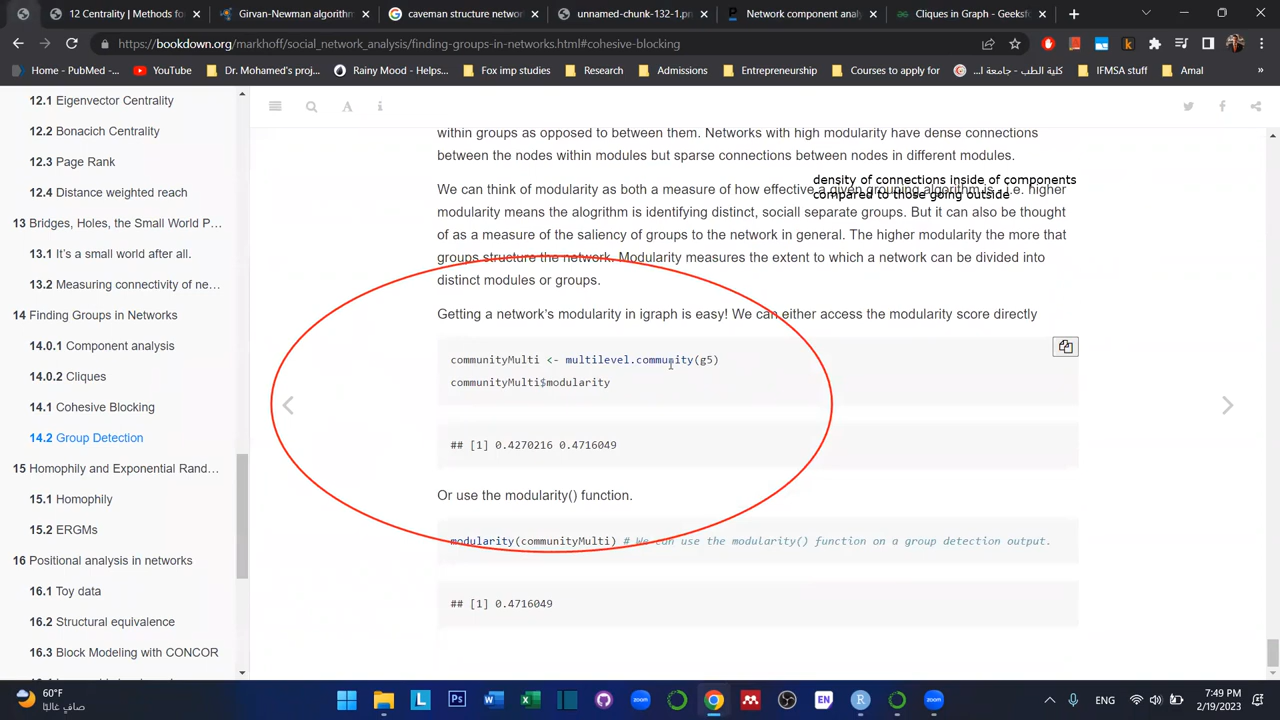 12 Centrality | Methods for
Girvan-Newman algorithm
caveman structure network
unnamed-chunk-132-1.pn
Network component analy
Cliques in Graph - Geeksfo
https://bookdown.org/markhoff/social_network_analysis/finding-groups-in-networks.html#cohesive-blocking
Home - PubMed -...
YouTube
Dr. Mohamed's proj...
Rainy Mood - Helps...
Fox imp studies
Research
Admissions
Entrepreneurship
Courses to apply for
كلية الطب - جامعة ا...
IFMSA stuff
Amal
»
12.1 Eigenvector Centrality
12.2 Bonacich Centrality
12.3 Page Rank
12.4 Distance weighted reach
13 Bridges, Holes, the Small World P...
13.1 It's a small world after all.
13.2 Measuring connectivity of ne...
14 Finding Groups in Networks
14.0.1 Component analysis
14.0.2 Cliques
14.1 Cohesive Blocking
14.2 Group Detection
15 Homophily and Exponential Rand...
15.1 Homophily
15.2 ERGMs
16 Positional analysis in networks
16.1 Toy data
16.2 Structural equivalence
16.3 Block Modeling with CONCOR
within groups as opposed to between them. Networks with high modularity have dense connections
between the nodes within modules but sparse connections between nodes in different modules.
density of connections inside of components
compared to those going outside
We can think of modularity as both a measure of how effective a given grouping algorithm is - i.e. higher
modularity means the alogrithm is identifying distinct, sociall separate groups. But it can also be thought
of as a measure of the saliency of groups to the network in general. The higher modularity the more that
groups structure the network. Modularity measures the extent to which a network can be divided into
distinct modules or groups.
Getting a network's modularity in igraph is easy! We can either access the modularity score directly
communityMulti <- multilevel.community(g5)
communityMulti$modularity
## [1] 0.4270216 0.4716049
Or use the modularity() function.
modularity(communityMulti) # We can use the modularity() function on a group detection output.
## [1] 0.4716049
60°F
صافٍ غالبًا
EN
zoom
zoom
ENG
7:49 PM
2/19/2023